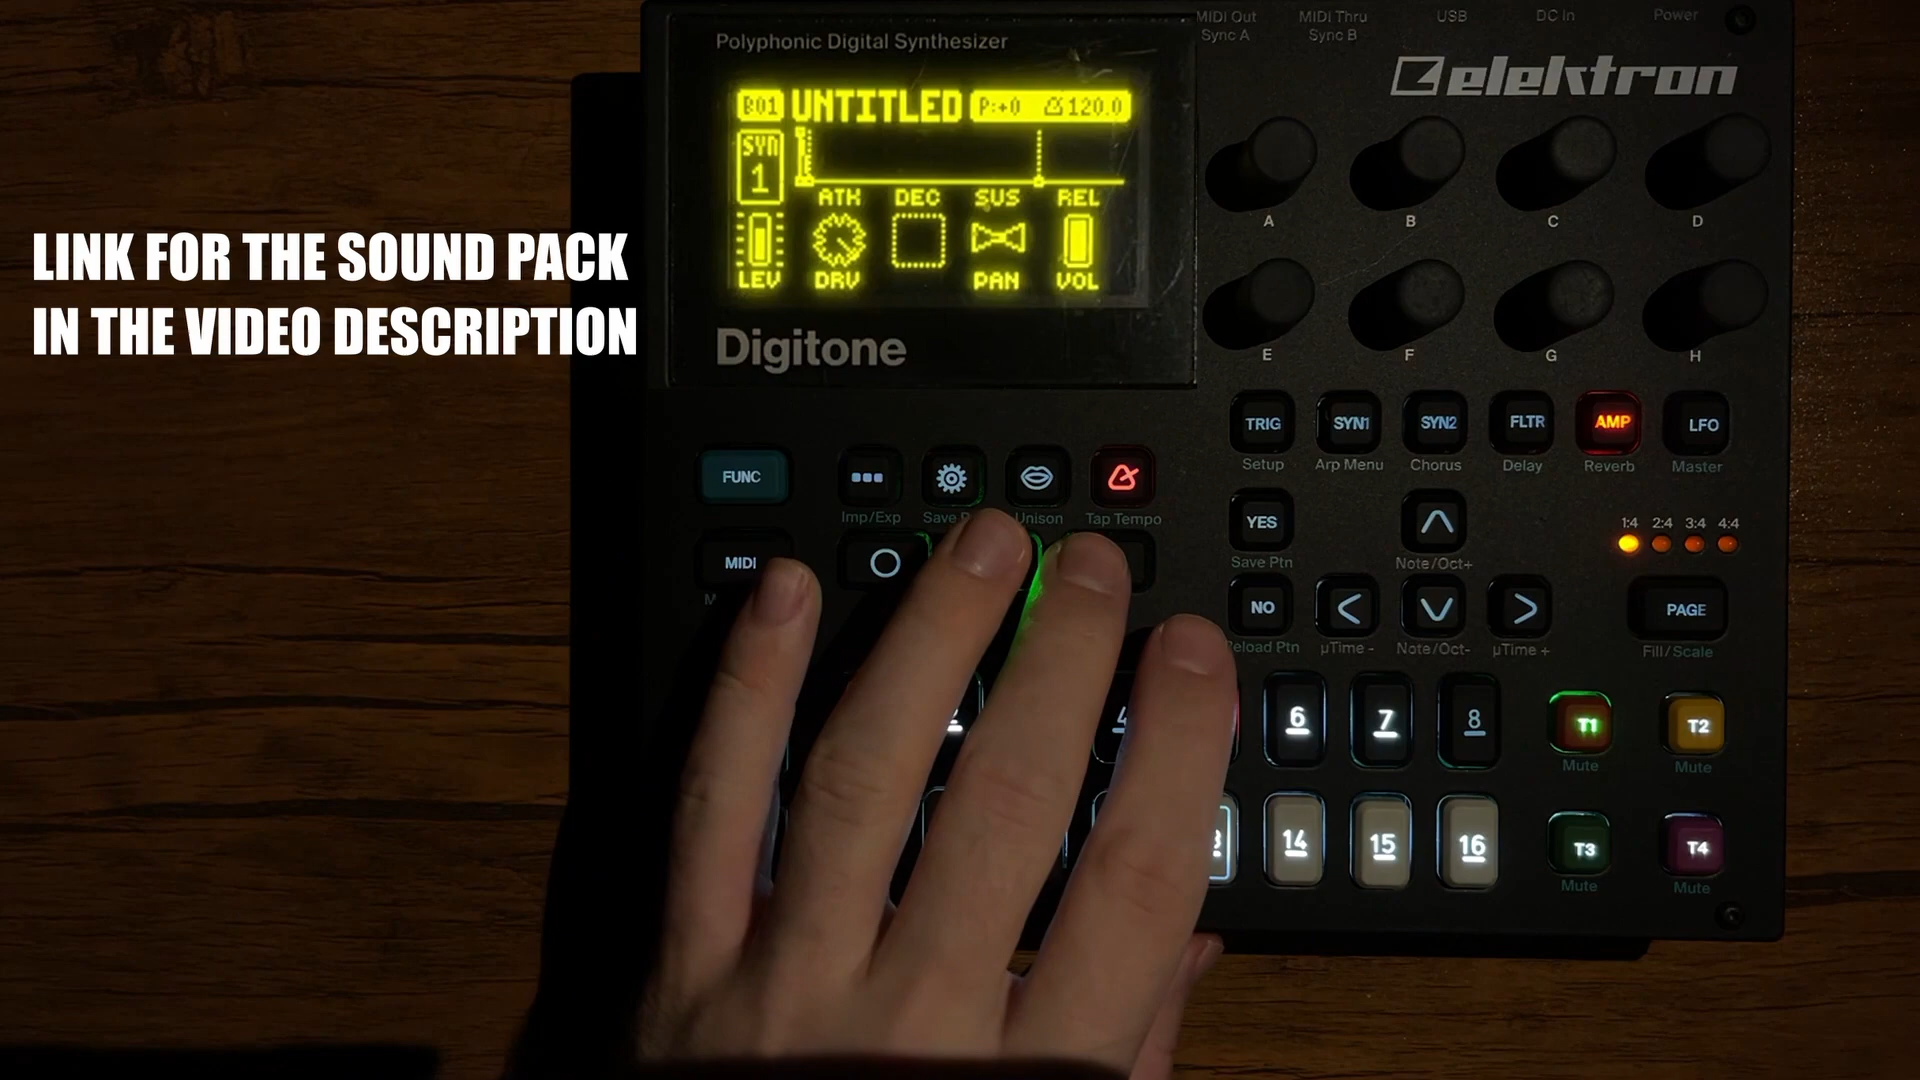 MIDI Out MIDI Thru USB DC In Power
Sync A Sync B
Polyphonic Digital Synthesizer
elektron
B01 UNTITLED P:+0 120.0
SYN
1
ATK DEC SUS REL
LEV DRV PAN VOL
A B C D
LINK FOR THE SOUND PACK
IN THE VIDEO DESCRIPTION
Digitone
E F G H
TRIG SYN1 SYN2 FLTR AMP LFO
Setup Arp Menu Chorus Delay Reverb Master
FUNC
Imp/Exp Save Unison Tap Tempo
YES
Save Ptn Note/Oct+
1:4 2:4 3:4 4:4
MIDI
NO PAGE
Reload Ptn µTime - Note/Oct- µTime + Fill/Scale
4 6 7 8 T1 T2
Mute Mute
14 15 16 T3 T4
Mute Mute